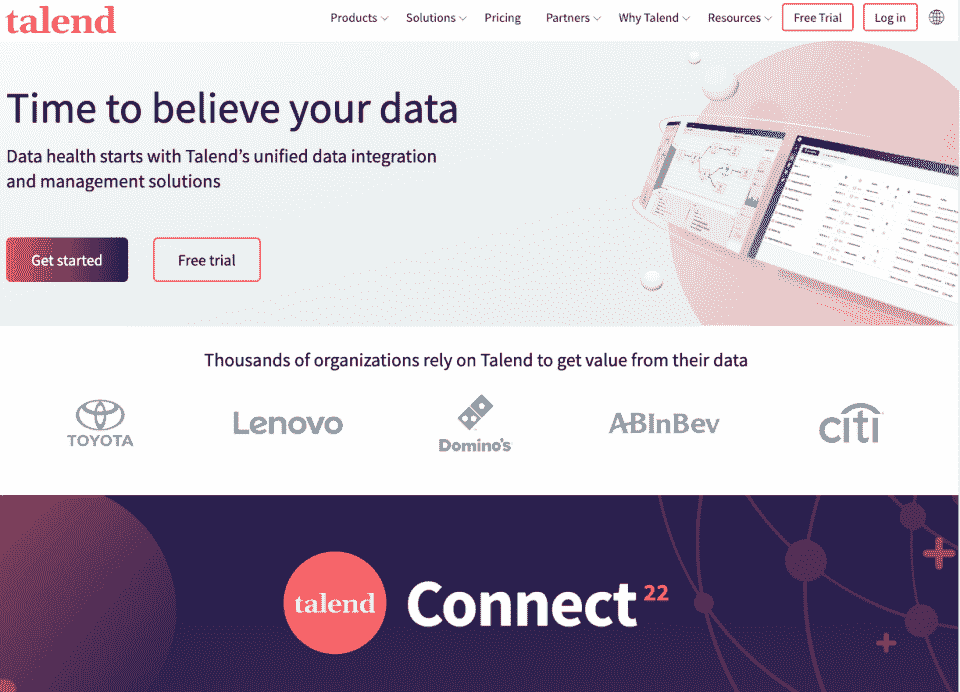 talend
Products
Solutions
Pricing
Partners
Why Talend
Resources
Free Trial
Log in
Time to believe your data
Data health starts with Talend's unified data integration
and management solutions
Get started
Free trial
Thousands of organizations rely on Talend to get value from their data
TOYOTA
Lenovo
Domino's
ABInBev
citi
talend
Connect 22